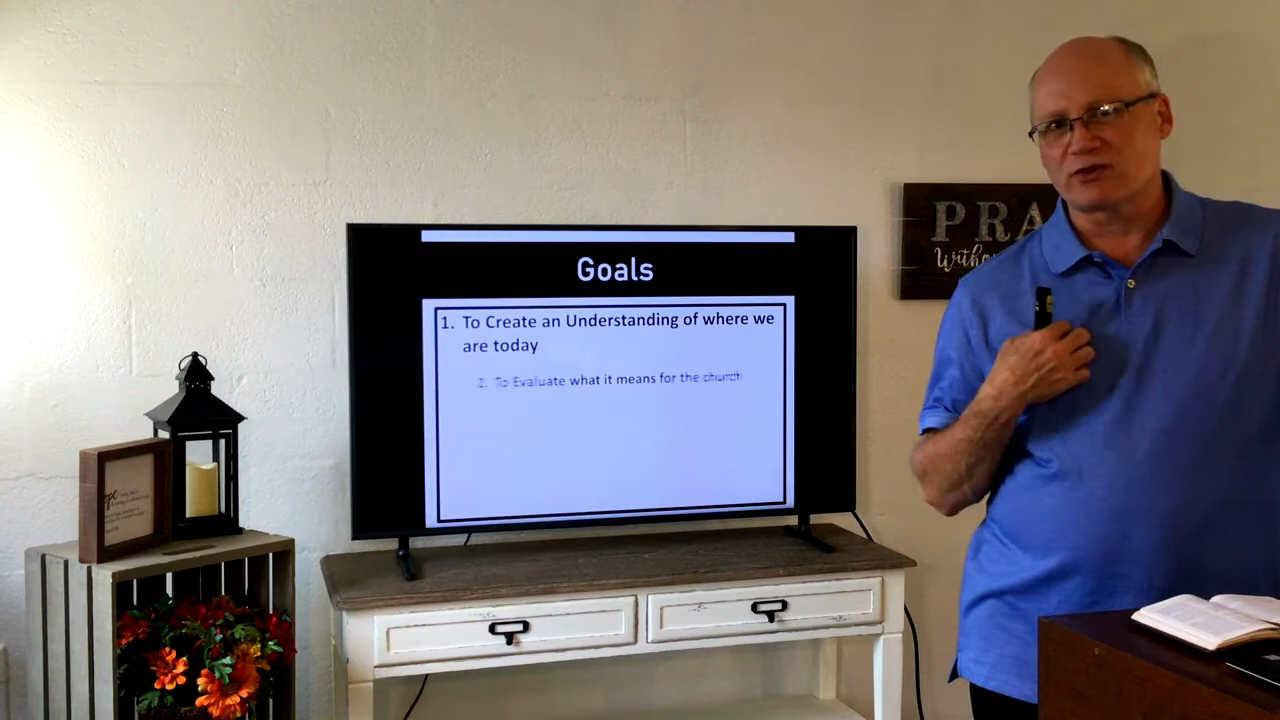 Goals
1. To Create an Understanding of where we
are today
2. To Evaluate what it means for the church
PRA